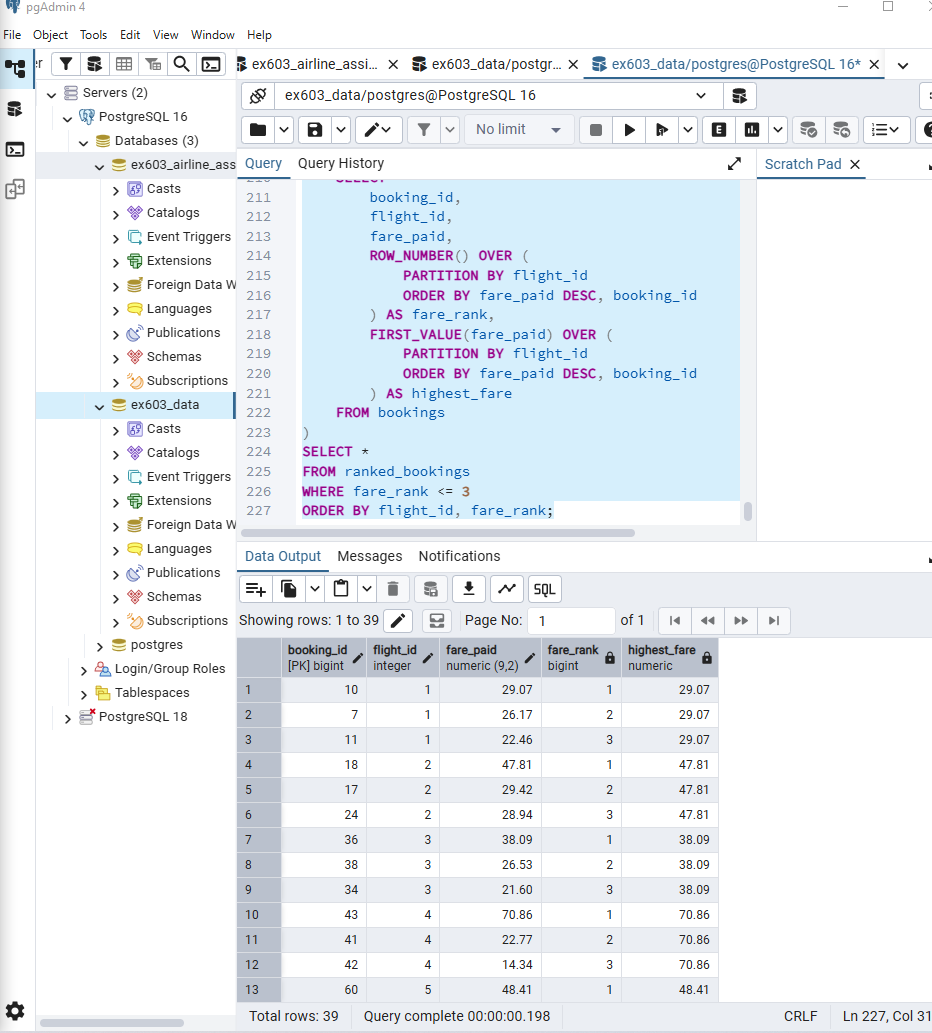 pgAdmin 4
File Object Tools Edit View Window Help
ex603_airline_assi... ex603_data/postgr... ex603_data/postgres@PostgreSQL 16*
ex603_data/postgres@PostgreSQL 16
No limit
Servers (2)
PostgreSQL 16
Databases (3)
ex603_airline_ass
Casts
Catalogs
Event Triggers
Extensions
Foreign Data W
Languages
Publications
Schemas
Subscriptions
ex603_data
Casts
Catalogs
Event Triggers
Extensions
Foreign Data W
Languages
Publications
Schemas
Subscriptions
postgres
Login/Group Roles
Tablespaces
PostgreSQL 18
Query Query History
Scratch Pad
210 SELECT
211 booking_id,
212 flight_id,
213 fare_paid,
214 ROW_NUMBER() OVER (
215 PARTITION BY flight_id
216 ORDER BY fare_paid DESC, booking_id
217 ) AS fare_rank,
218 FIRST_VALUE(fare_paid) OVER (
219 PARTITION BY flight_id
220 ORDER BY fare_paid DESC, booking_id
221 ) AS highest_fare
222 FROM bookings
223 )
224 SELECT *
225 FROM ranked_bookings
226 WHERE fare_rank <= 3
227 ORDER BY flight_id, fare_rank;
Data Output Messages Notifications
SQL
Showing rows: 1 to 39 Page No: 1 of 1
booking_id flight_id fare_paid fare_rank highest_fare
[PK] bigint integer numeric (9,2) bigint numeric
1 10 1 29.07 1 29.07
2 7 1 26.17 2 29.07
3 11 1 22.46 3 29.07
4 18 2 47.81 1 47.81
5 17 2 29.42 2 47.81
6 24 2 28.94 3 47.81
7 36 3 38.09 1 38.09
8 38 3 26.53 2 38.09
9 34 3 21.60 3 38.09
10 43 4 70.86 1 70.86
11 41 4 22.77 2 70.86
12 42 4 14.34 3 70.86
13 60 5 48.41 1 48.41
Total rows: 39 Query complete 00:00:00.198 CRLF Ln 227, Col 31